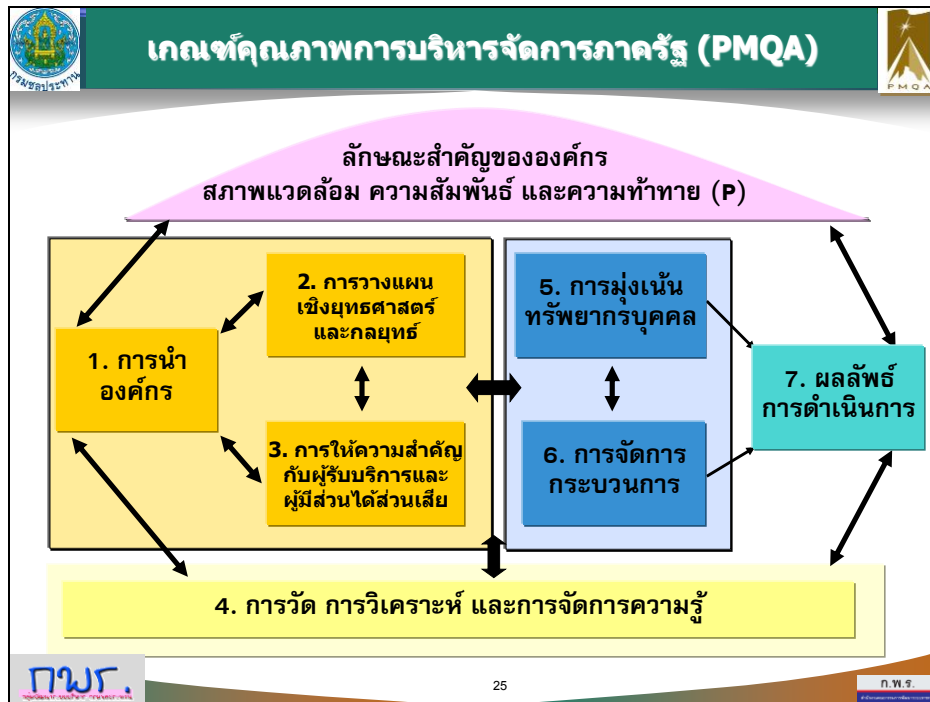 เกณฑ์คุณภาพการบริหารจัดการภาครัฐ (PMQA)
กรมชลประทาน
PMQA
ลักษณะสำคัญขององค์กร
สภาพแวดล้อม ความสัมพันธ์ และความท้าทาย (P)
1. การนำ
องค์กร
2. การวางแผน
เชิงยุทธศาสตร์
และกลยุทธ์
3. การให้ความสำคัญ
กับผู้รับบริการและ
ผู้มีส่วนได้ส่วนเสีย
5. การมุ่งเน้น
ทรัพยากรบุคคล
6. การจัดการ
กระบวนการ
7. ผลลัพธ์
การดำเนินการ
4. การวัด การวิเคราะห์ และการจัดการความรู้
กพร.
25
ก.พ.ร.